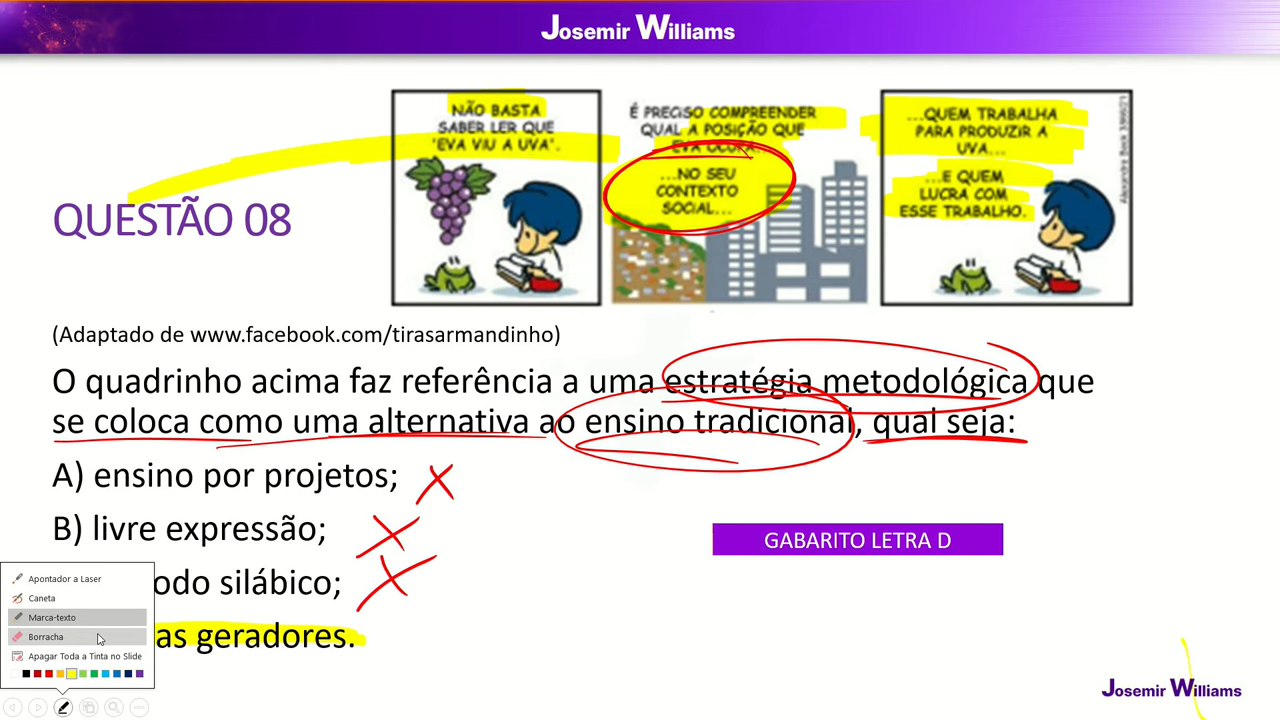 Josemir Williams
NÃO BASTA
SABER LER QUE
'EVA VIU A UVA'.
É PRECISO COMPREENDER
QUAL A POSIÇÃO QUE
EVA OCUPA...
...NO SEU
CONTEXTO
SOCIAL...
...QUEM TRABALHA
PARA PRODUZIR A
UVA...
...E QUEM
LUCRA COM
ESSE TRABALHO.
QUESTÃO 08
(Adaptado de www.facebook.com/tirasarmandinho)
O quadrinho acima faz referência a uma estratégia metodológica que
se coloca como uma alternativa ao ensino tradicional, qual seja:
A) ensino por projetos;
B) livre expressão;
odo silábico;
as geradores.
GABARITO LETRA D
Apontador a Laser
Caneta
Marca-texto
Borracha
Apagar Toda a Tinta no Slide
Josemir Williams